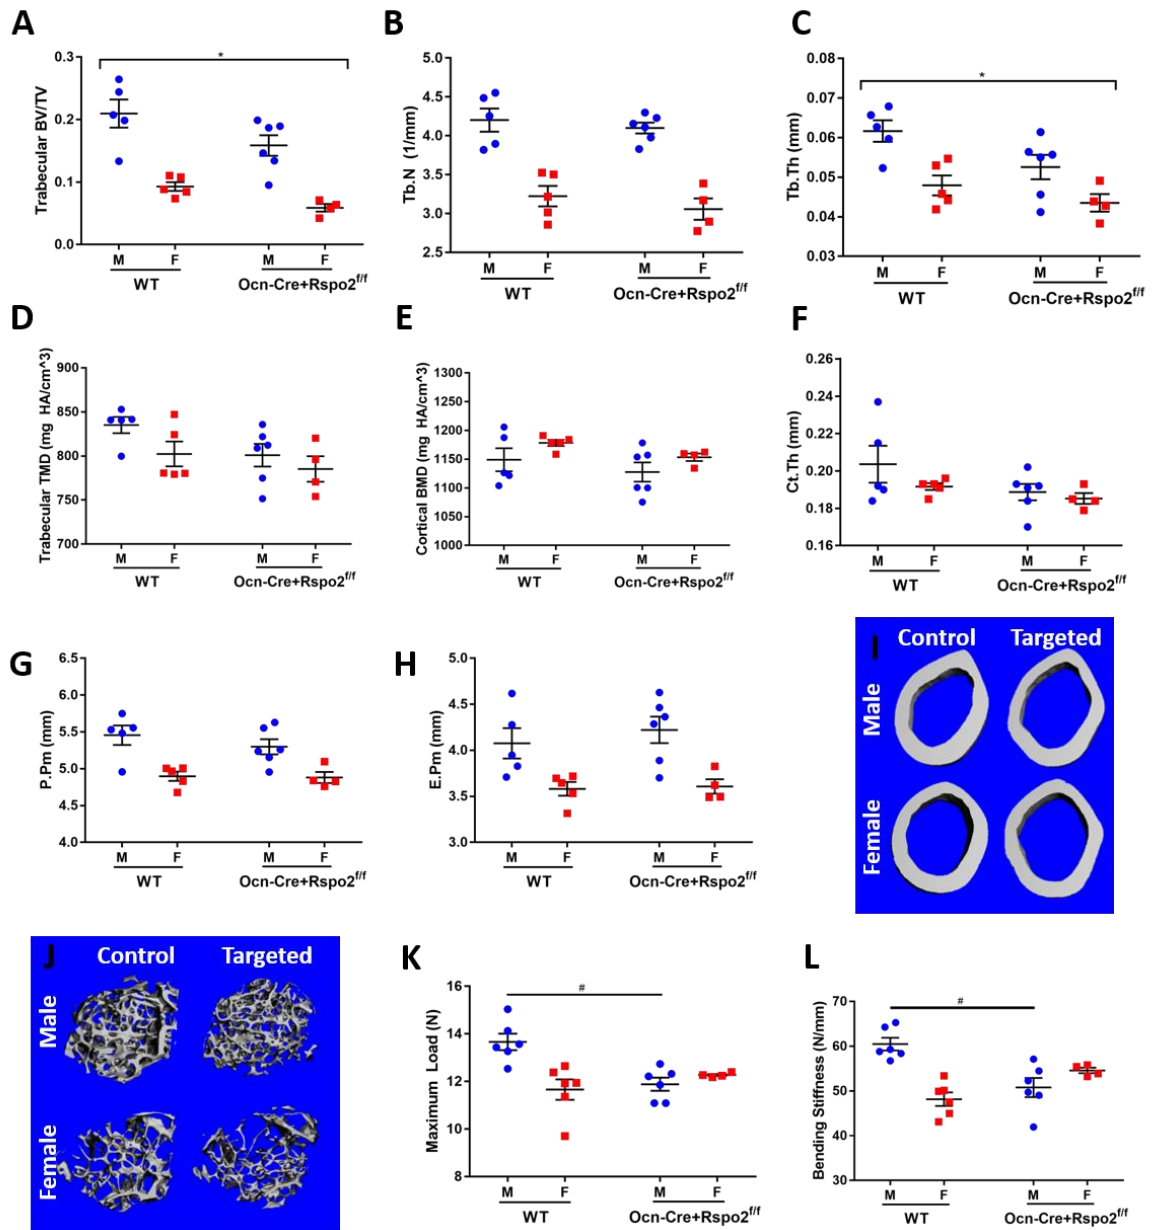 A
Trabecular BV/TV
0.3
0.2
0.1
0.0
*
M F M F
WT Ocn-Cre+Rspo2f/f
B
Tb.N (1/mm)
5.0
4.5
4.0
3.5
3.0
2.5
M F M F
WT Ocn-Cre+Rspo2f/f
C
Tb.Th (mm)
0.08
0.07
0.06
0.05
0.04
0.03
*
M F M F
WT Ocn-Cre+Rspo2f/f
D
Trabecular TMD (mg HA/cm^3)
900
850
800
750
700
M F M F
WT Ocn-Cre+Rspo2f/f
E
Cortical BMD (mg HA/cm^3)
1300
1250
1200
1150
1100
1050
1000
M F M F
WT Ocn-Cre+Rspo2f/f
F
Ct.Th (mm)
0.26
0.24
0.22
0.20
0.18
0.16
M F M F
WT Ocn-Cre+Rspo2f/f
G
P.Pm (mm)
6.5
6.0
5.5
5.0
4.5
4.0
M F M F
WT Ocn-Cre+Rspo2f/f
H
E.Pm (mm)
5.0
4.5
4.0
3.5
3.0
M F M F
WT Ocn-Cre+Rspo2f/f
I
Control Targeted
Male
Female
J
Control Targeted
Male
Female
K
Maximum Load (N)
16
14
12
10
8
#
M F M F
WT Ocn-Cre+Rspo2f/f
L
Bending Stiffness (N/mm)
70
60
50
40
30
#
M F M F
WT Ocn-Cre+Rspo2f/f